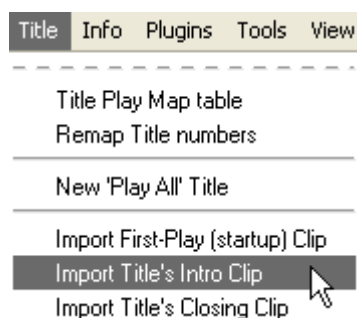 Title Info Plugins Tools View
Title Play Map table
Remap Title numbers
New 'Play All' Title
Import First-Play (startup) Clip
Import Title's Intro Clip
Import Title's Closing Clip